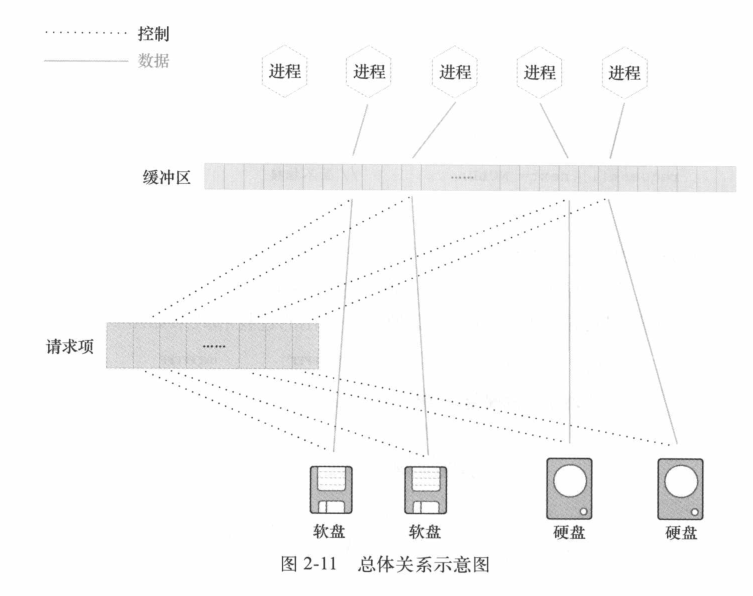 控制
数据
进程 进程 进程 进程 进程
缓冲区 ……
请求项 ……
软盘 软盘 硬盘 硬盘
图 2-11 总体关系示意图